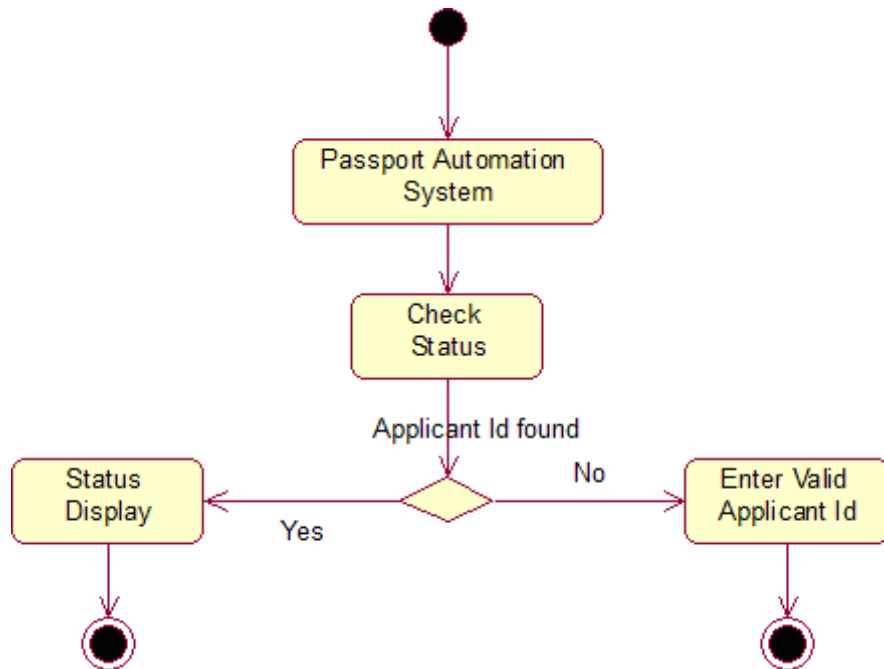 Passport Automation
System
Check
Status
Applicant Id found
Status
Display
Yes
No
Enter Valid
Applicant Id